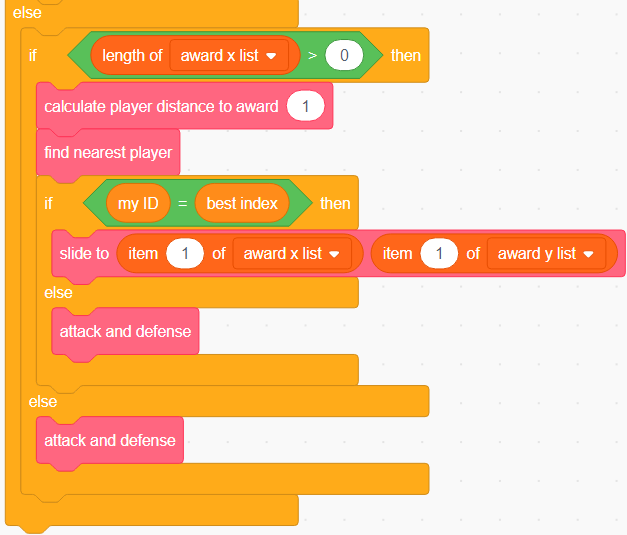 else
if length of award x list > 0 then
calculate player distance to award 1
find nearest player
if my ID = best index then
slide to item 1 of award x list item 1 of award y list
else
attack and defense
else
attack and defense